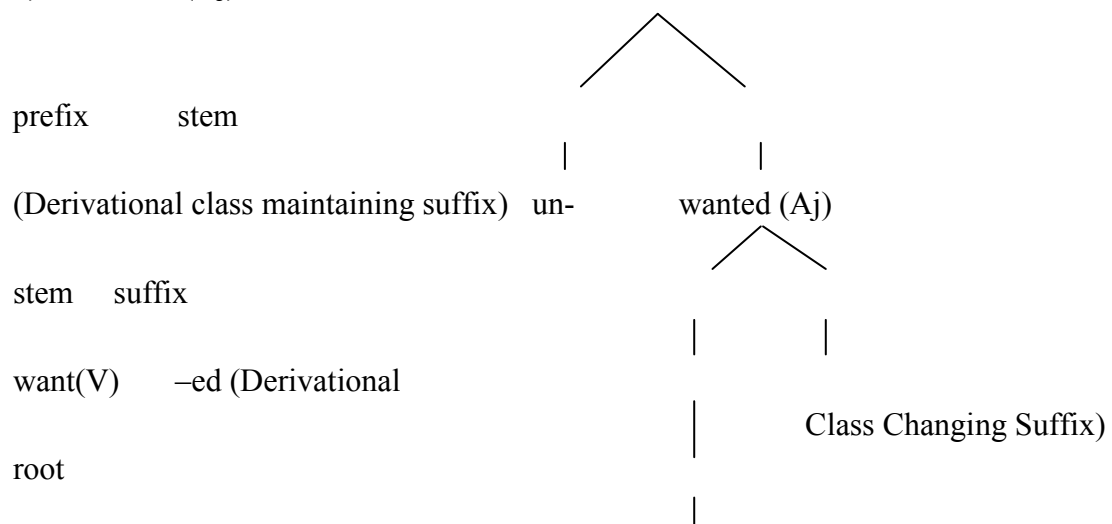 prefix stem
(Derivational class maintaining suffix) un- wanted (Aj)
stem suffix
want(V) –ed (Derivational
Class Changing Suffix)
root